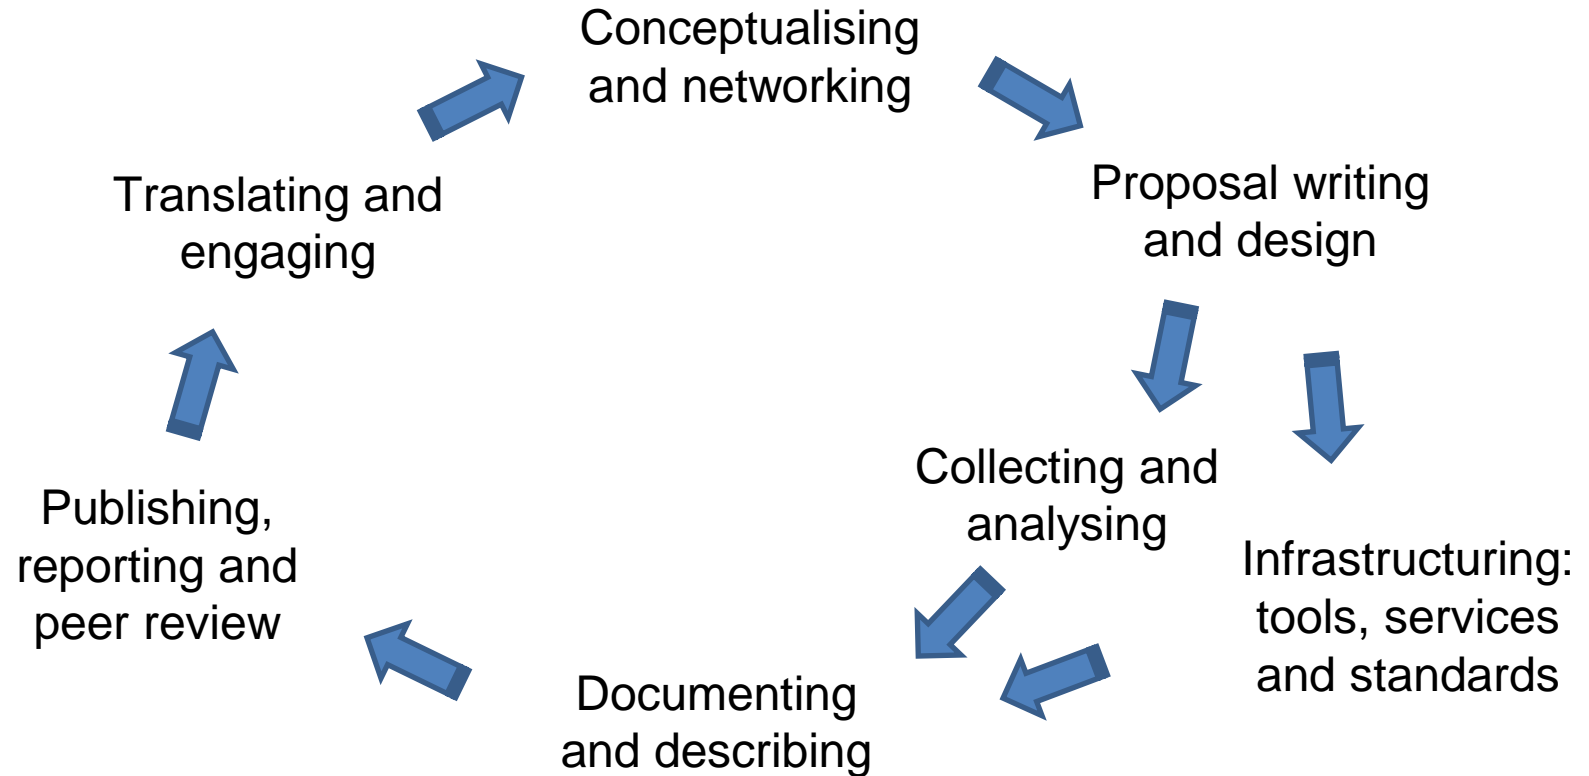 Conceptualising
and networking
Proposal writing
and design
Collecting and
analysing
Infrastructuring:
tools, services
and standards
Documenting
and describing
Publishing,
reporting and
peer review
Translating and
engaging